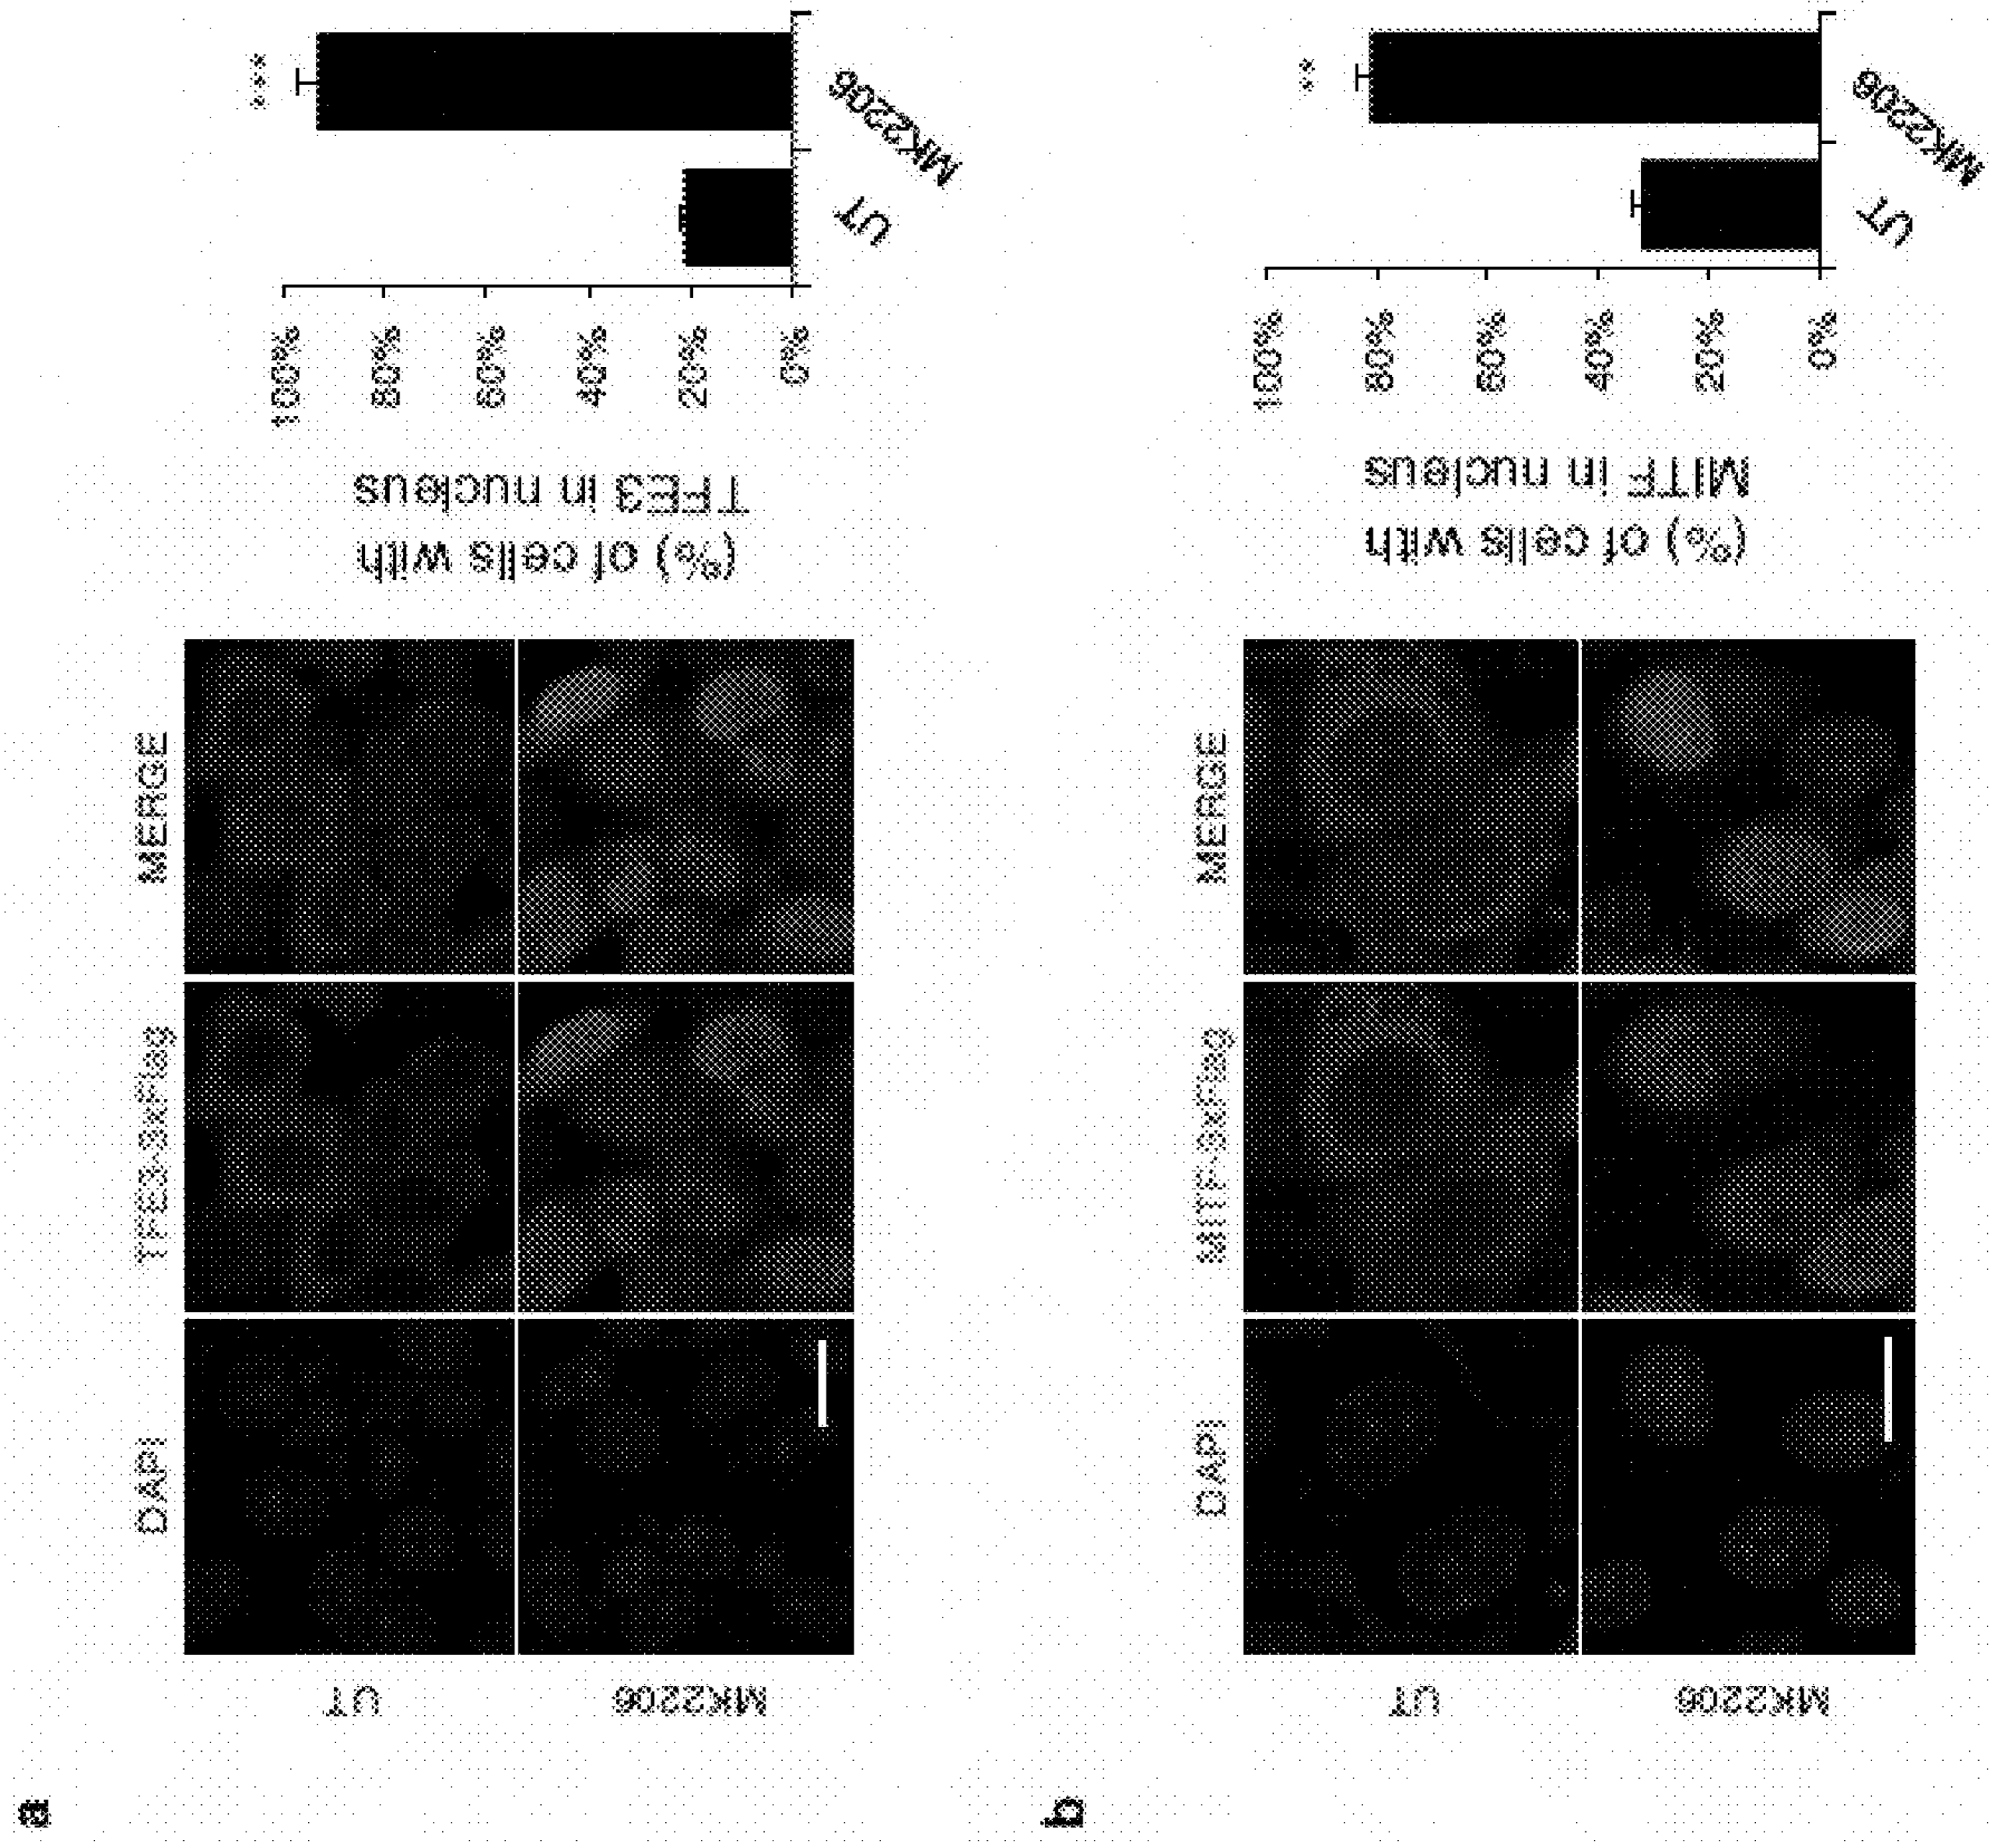 a
DAPI
TFE3-3xFlag
MERGE
UT
MK2206
(%) of cells with
TFE3 in nucleus
100%
80%
60%
40%
20%
0%
***
UT
MK2206
b
DAPI
MITF-3xFlag
MERGE
UT
MK2206
(%) of cells with
MITF in nucleus
100%
80%
60%
40%
20%
0%
**
UT
MK2206